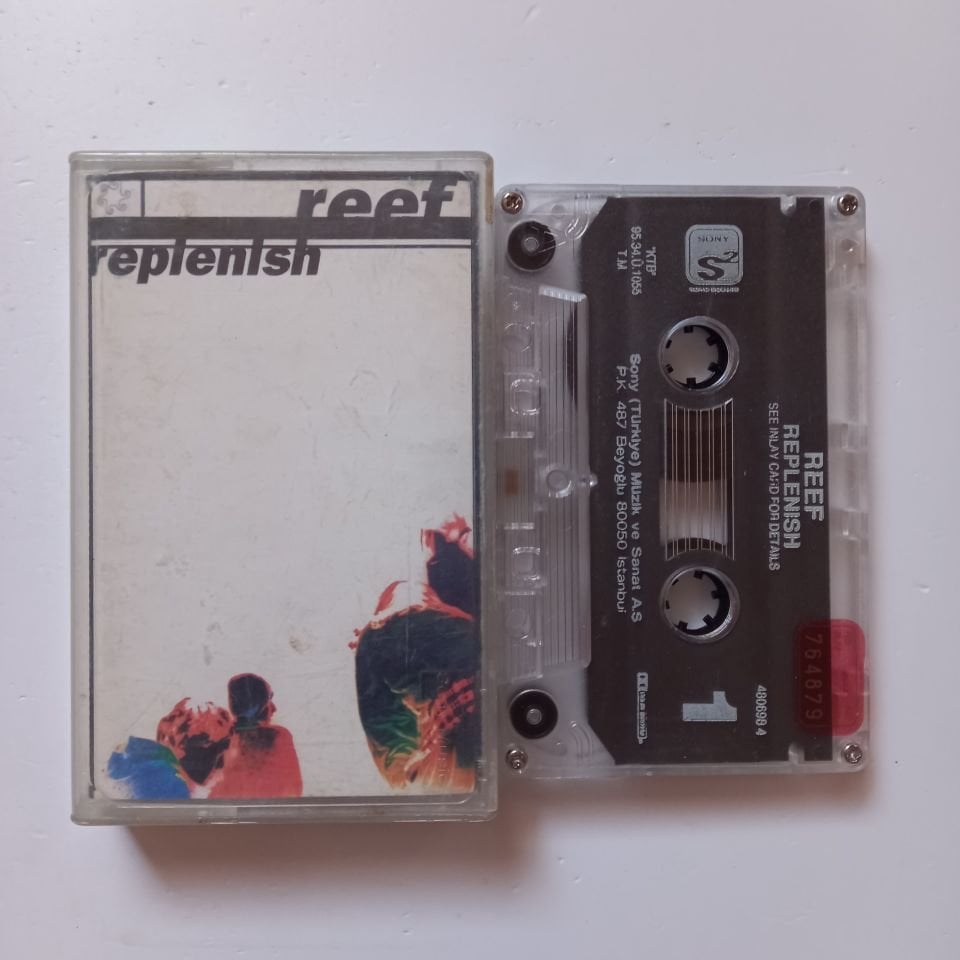 reef
replenish
REEF
REPLENISH
SEE INLAY CARD FOR DETAILS
SONY
S2
"KTB"
95.34.Ü.1055
T.M
Sony (Türkiye) Müzik ve Sanat A.S
P.K. 487 Beyoğlu 80050 Istanbul
1
480698 4
764879